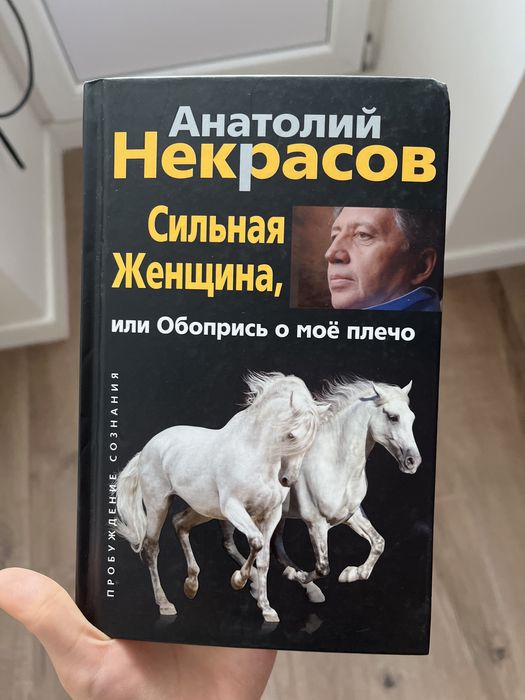 Анатолий
Некрасов
Сильная
Женщина,
или Обопрись о моё плечо
ПРОБУЖДЕНИЕ СОЗНАНИЯ